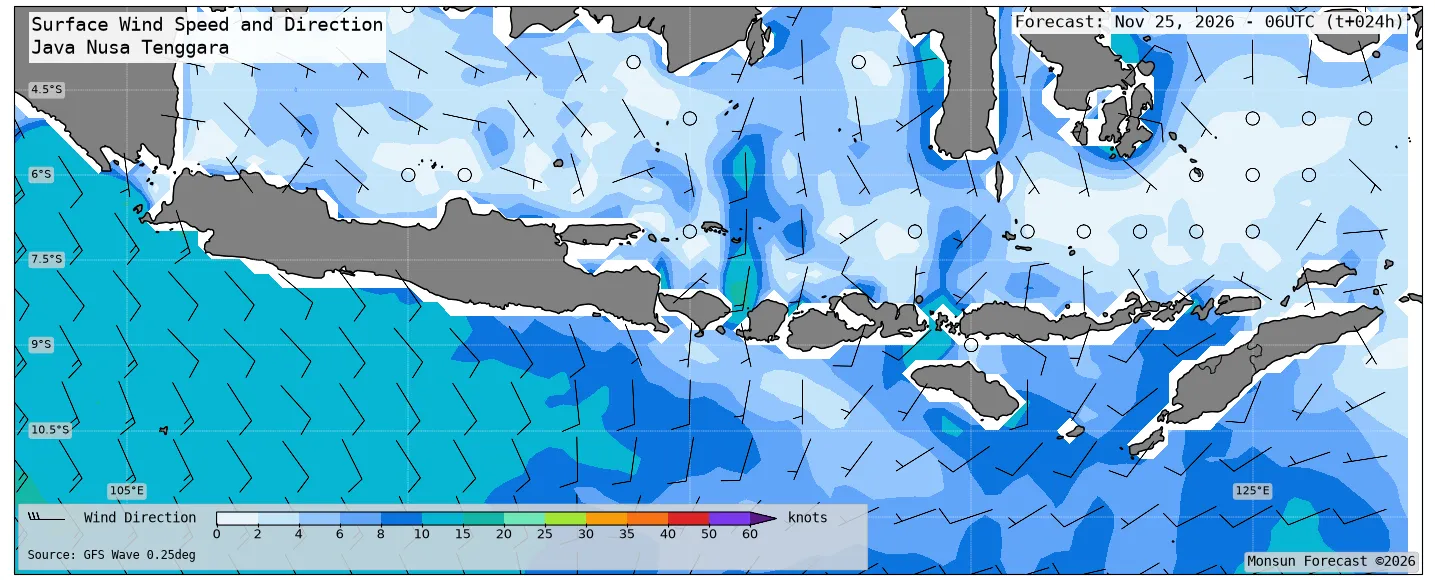 Surface Wind Speed and Direction
Java Nusa Tenggara
Forecast: Nov 25, 2026 - 06UTC (t+024h)
4.5°S
6°S
7.5°S
9°S
10.5°S
105°E
125°E
Wind Direction
0 2 4 6 8 10 15 20 25 30 35 40 50 60
knots
Source: GFS Wave 0.25deg
Monsun Forecast ©2026